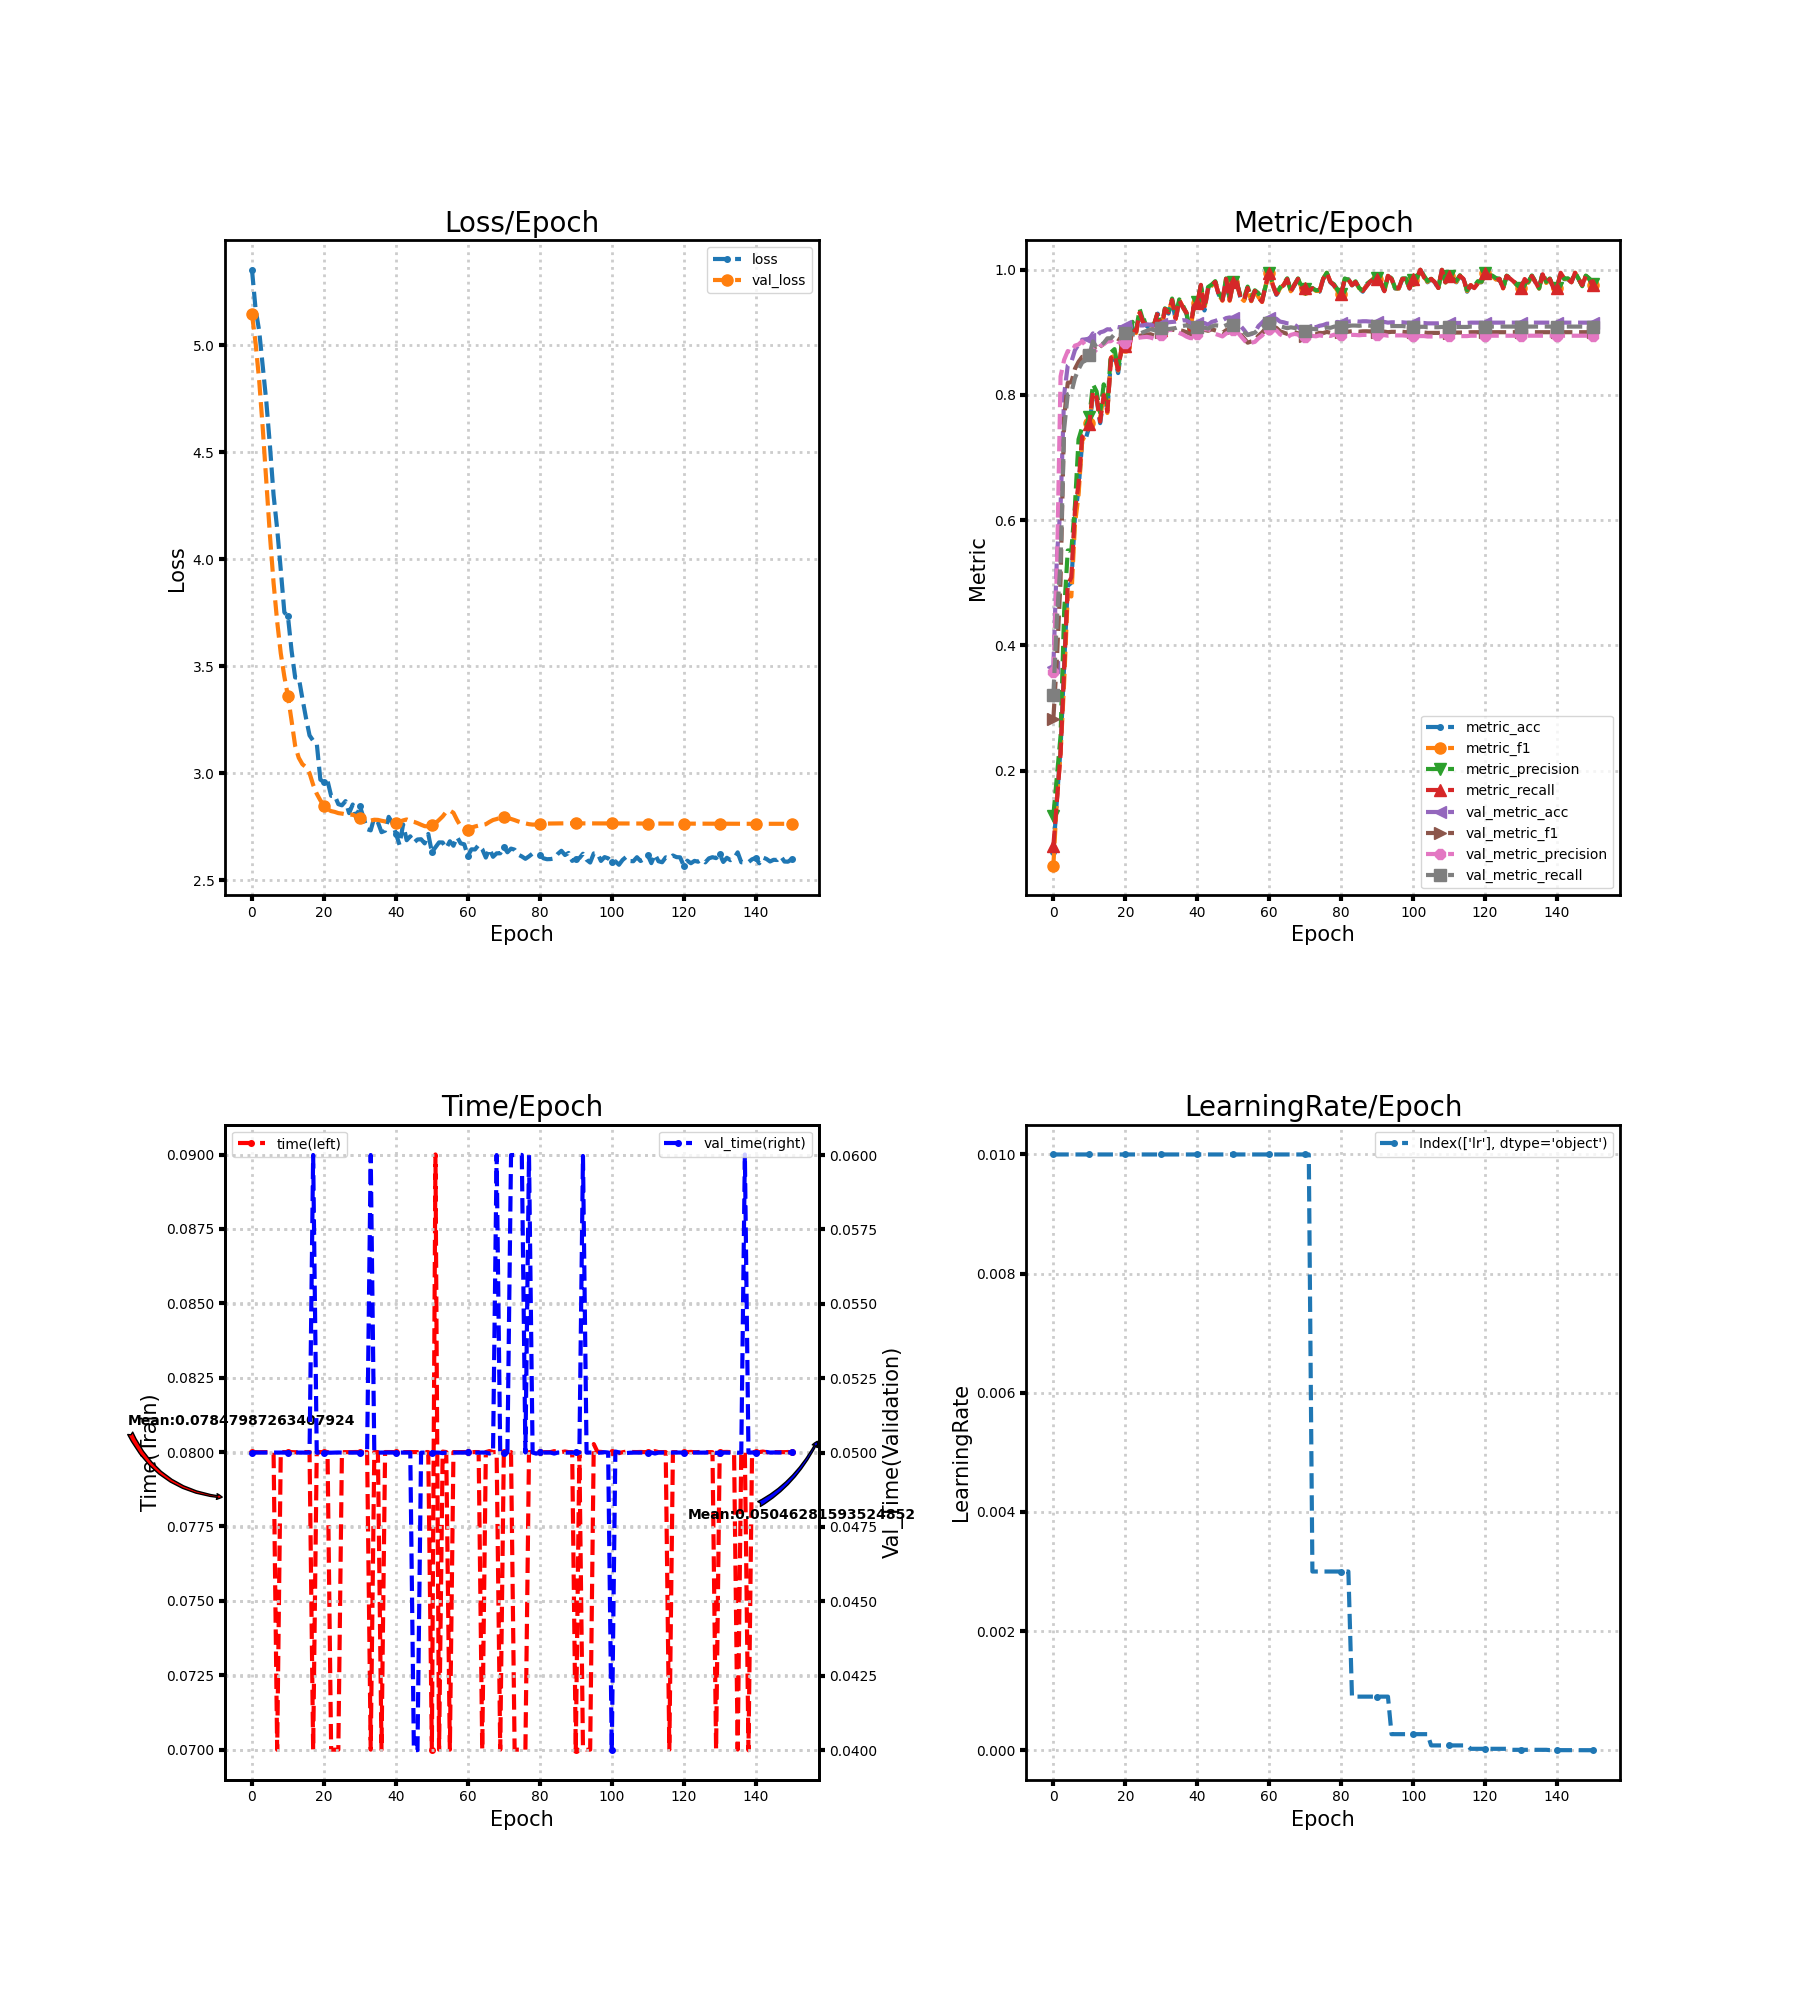 Loss/Epoch
loss
val_loss
5.0
4.5
4.0
3.5
3.0
2.5
Loss
0 20 40 60 80 100 120 140
Epoch
Metric/Epoch
1.0
0.8
0.6
0.4
0.2
Metric
metric_acc
metric_f1
metric_precision
metric_recall
val_metric_acc
val_metric_f1
val_metric_precision
val_metric_recall
0 20 40 60 80 100 120 140
Epoch
Time/Epoch
time(left)
val_time(right)
0.0900
0.0875
0.0850
0.0825
0.0800
0.0775
0.0750
0.0725
0.0700
Time(Train)
Mean:0.07847987263407924
0.0600
0.0575
0.0550
0.0525
0.0500
0.0475
0.0450
0.0425
0.0400
Val_Time(Validation)
Mean:0.05046281593524852
0 20 40 60 80 100 120 140
Epoch
LearningRate/Epoch
Index(['lr'], dtype='object')
0.010
0.008
0.006
0.004
0.002
0.000
LearningRate
0 20 40 60 80 100 120 140
Epoch